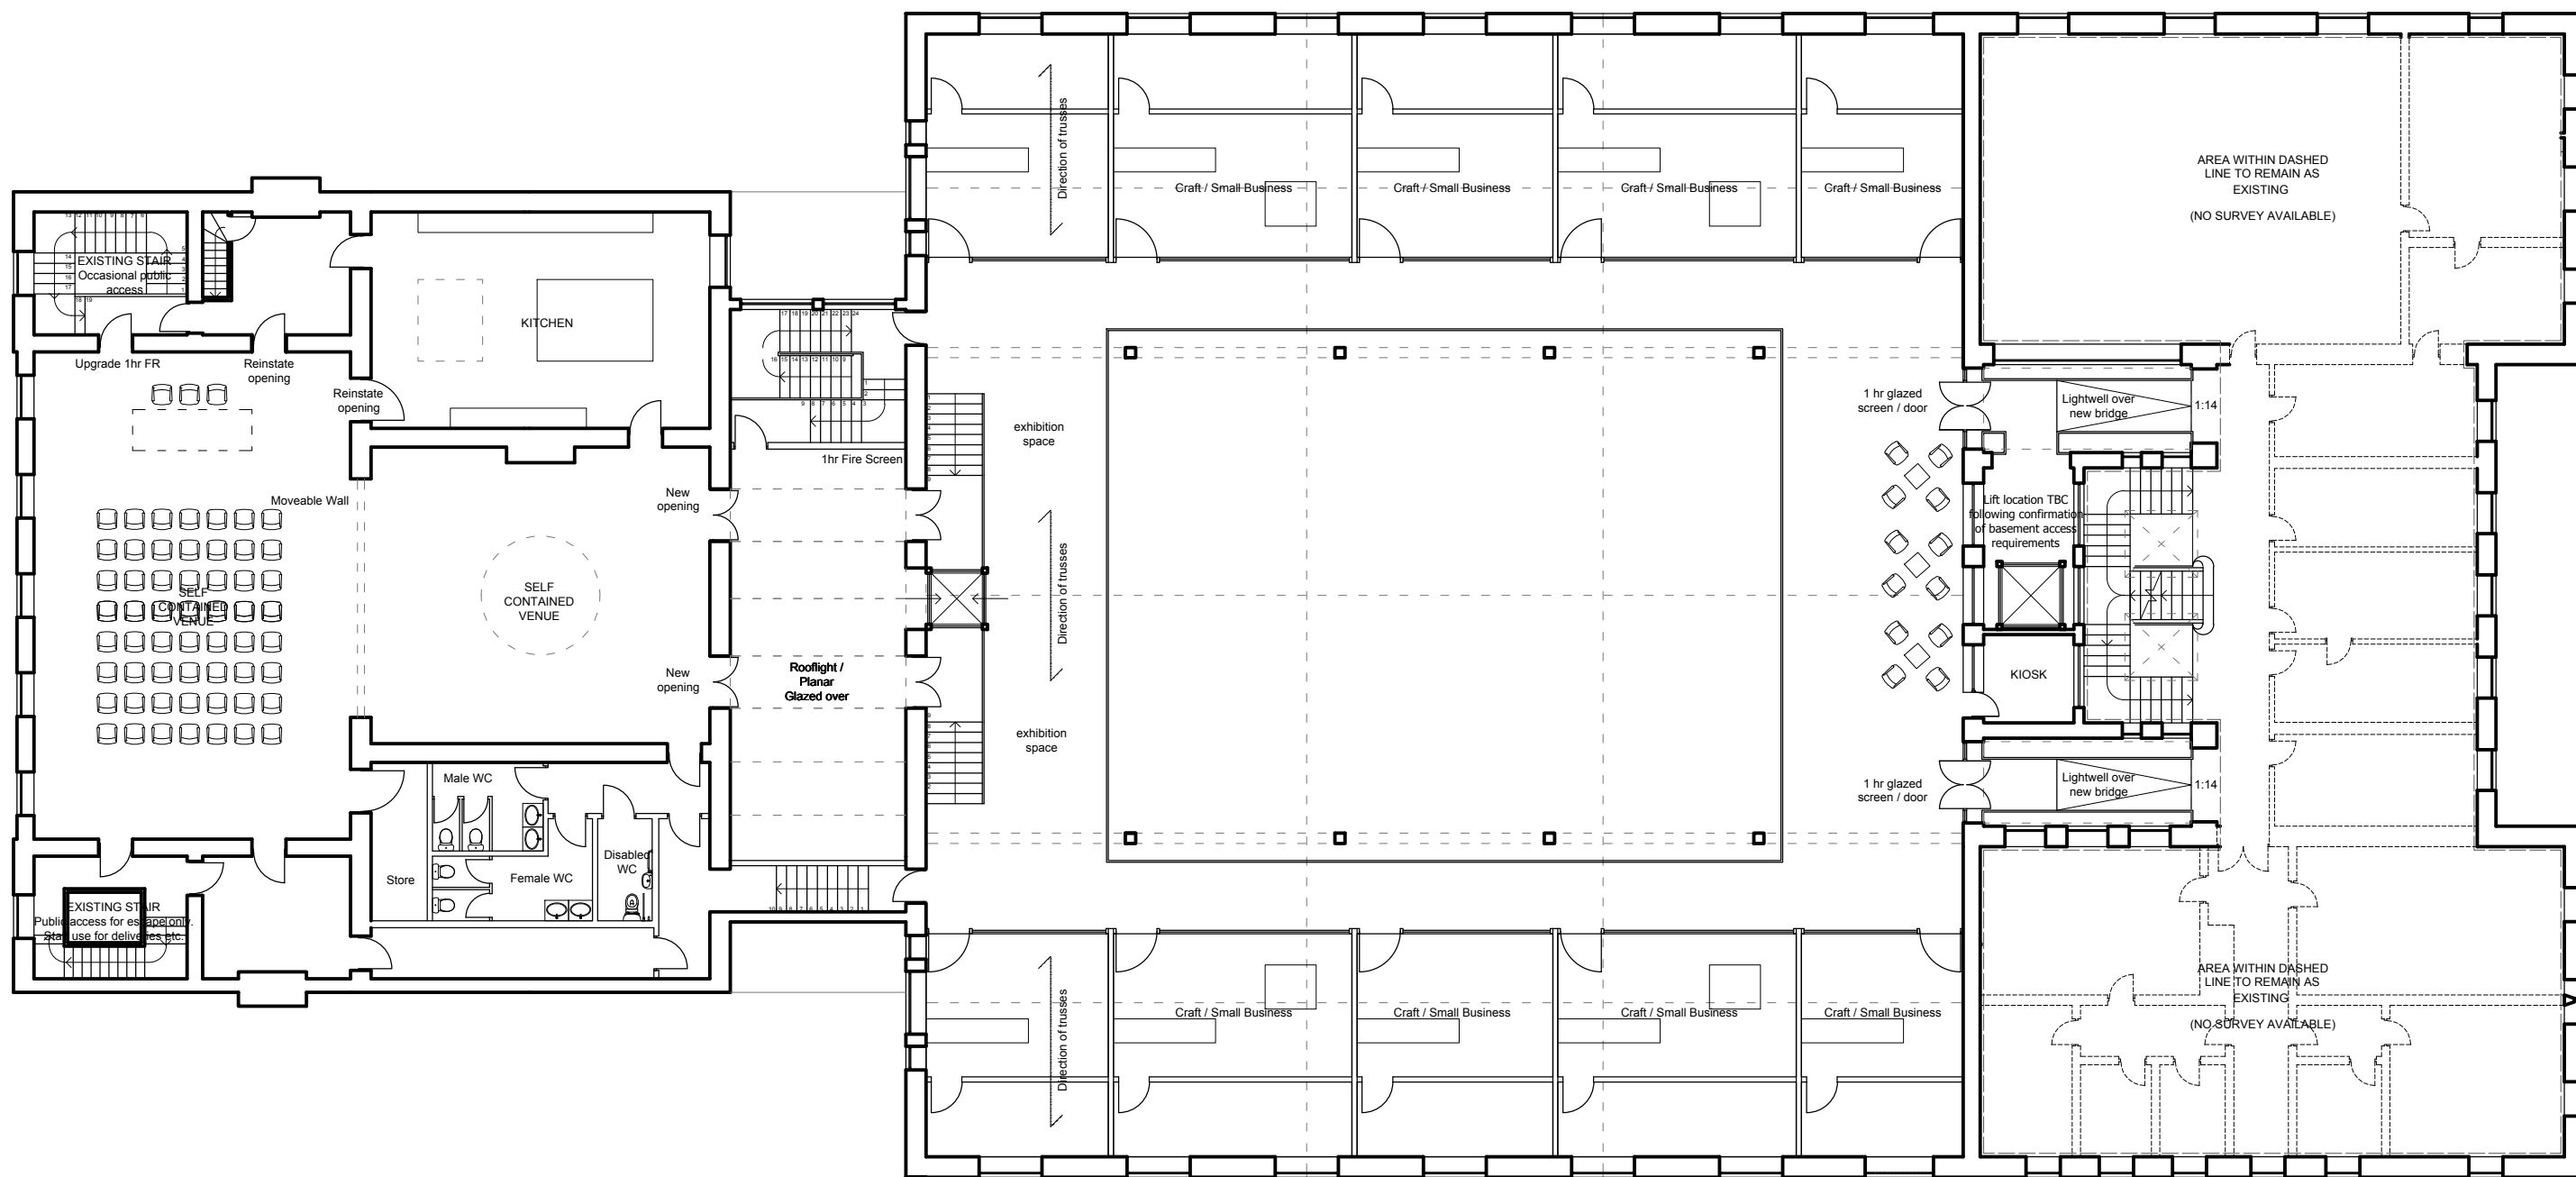 AREA WITHIN DASHED
LINE TO REMAIN AS
EXISTING
(NO SURVEY AVAILABLE)
Direction of trusses
Craft / Small Business
Craft / Small Business
Craft / Small Business
Craft / Small Business
EXISTING STAIR
Occasional public
access
KITCHEN
Upgrade 1hr FR
Reinstate
opening
Reinstate
opening
1hr Fire Screen
exhibition
space
1 hr glazed
screen / door
Lightwell over
new bridge
1:14
Moveable Wall
New
opening
Lift location TBC
following confirmation
of basement access
requirements
SELF
CONTAINED
VENUE
SELF
CONTAINED
VENUE
Direction of trusses
New
opening
Rooflight /
Planar
Glazed over
KIOSK
exhibition
space
1 hr glazed
screen / door
Lightwell over
new bridge
1:14
Male WC
Store
Female WC
Disabled
WC
EXISTING STAIR
Public access for escape only.
Staff use for deliveries etc.
Direction of trusses
Craft / Small Business
Craft / Small Business
Craft / Small Business
Craft / Small Business
AREA WITHIN DASHED
LINE TO REMAIN AS
EXISTING
(NO SURVEY AVAILABLE)